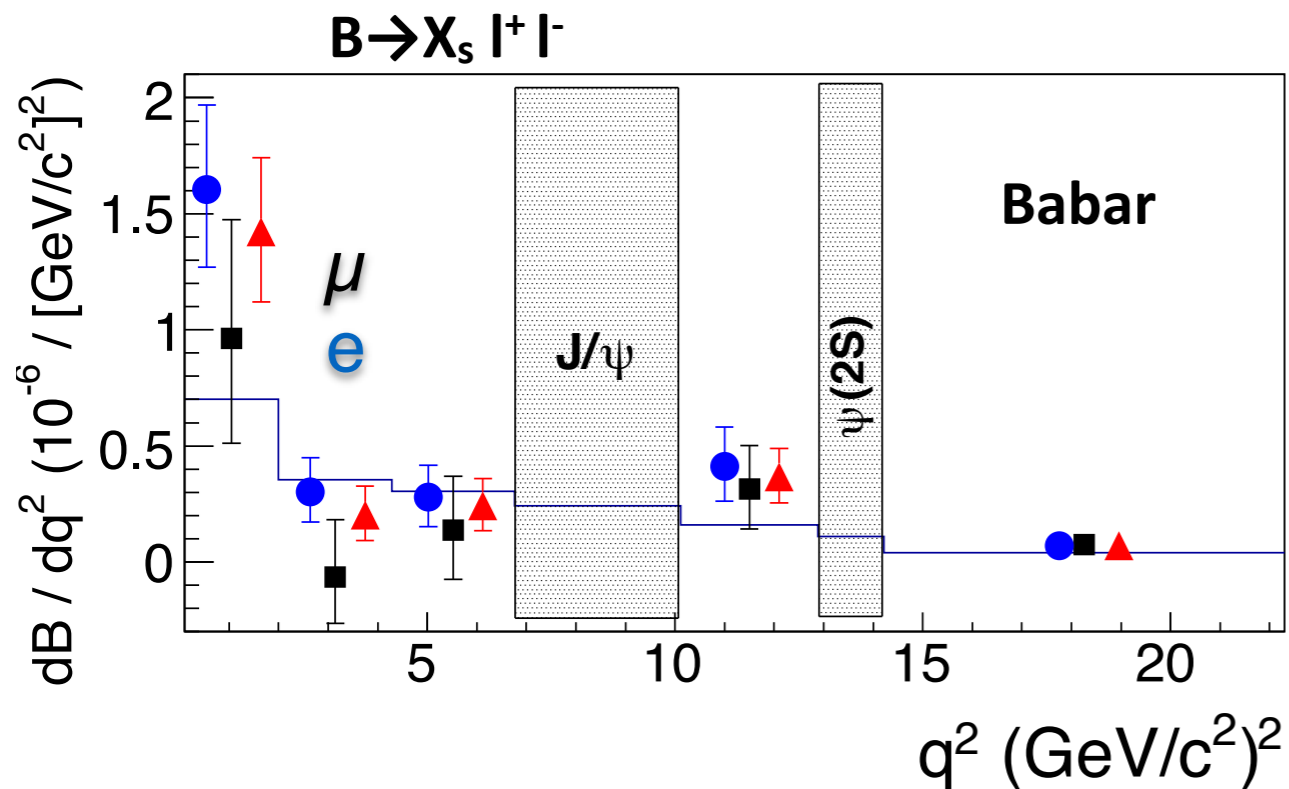 B→Xₛ l⁺ l⁻
dB / dq² (10⁻⁶ / [GeV/c²]²)
2
1.5
1
0.5
0
μ
e
J/ψ
ψ (2S)
Babar
5
10
15
20
q² (GeV/c²)²